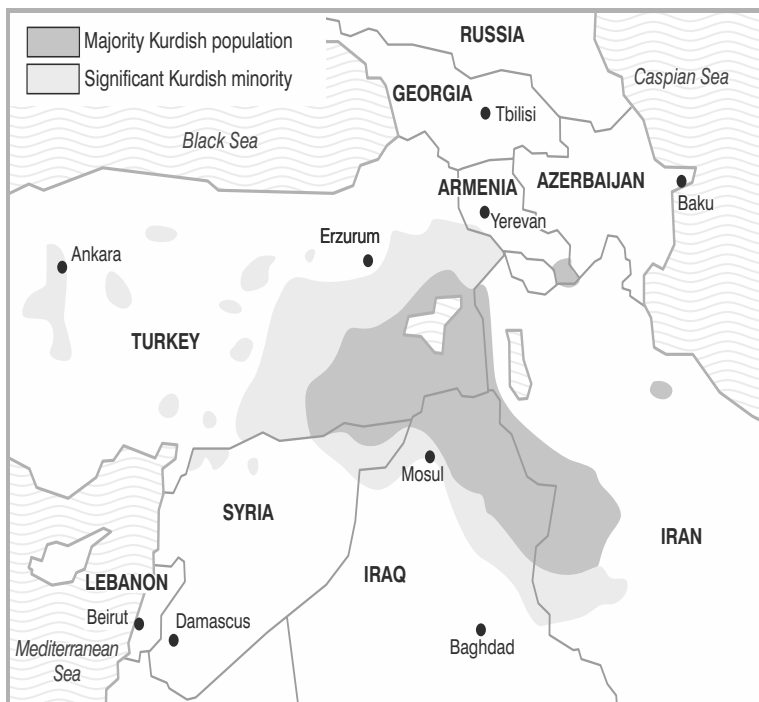 Majority Kurdish population
Significant Kurdish minority
RUSSIA
Caspian Sea
GEORGIA
Tbilisi
Black Sea
ARMENIA
AZERBAIJAN
Baku
Yerevan
Erzurum
Ankara
TURKEY
Mosul
SYRIA
IRAN
IRAQ
LEBANON
Beirut
Damascus
Baghdad
Mediterranean
Sea